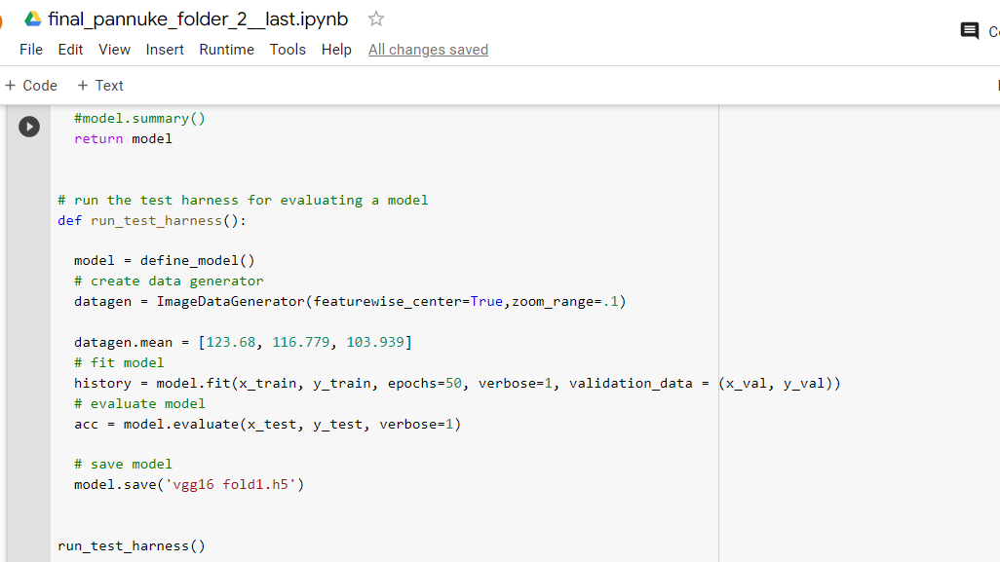 final_pannuke_folder_2__last.ipynb
File Edit View Insert Runtime Tools Help All changes saved
+ Code + Text
#model.summary()
return model
# run the test harness for evaluating a model
def run_test_harness():
model = define_model()
# create data generator
datagen = ImageDataGenerator(featurewise_center=True,zoom_range=.1)
datagen.mean = [123.68, 116.779, 103.939]
# fit model
history = model.fit(x_train, y_train, epochs=50, verbose=1, validation_data = (x_val, y_val))
# evaluate model
acc = model.evaluate(x_test, y_test, verbose=1)
# save model
model.save('vgg16 fold1.h5')
run_test_harness()